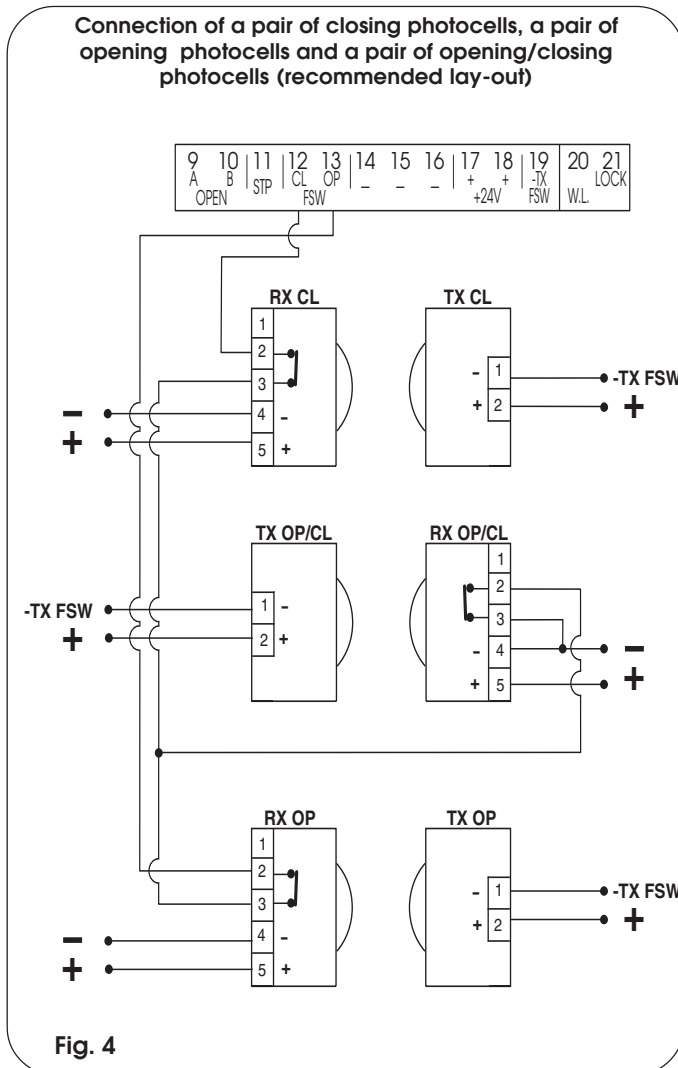 Connection of a pair of closing photocells, a pair of
opening photocells and a pair of opening/closing
photocells (recommended lay-out)
9 10 11 12 13 14 15 16 17 18 19 20 21
A B STP CL OP – – – + + -TX W.L. LOCK
OPEN FSW +24V FSW
RX CL TX CL
1
2
3 - 1 -TX FSW
- 4 - + 2 +
+ 5 +
TX OP/CL RX OP/CL
1
2
-TX FSW 1 - 3
+ 2 + - 4 -
+ 5 +
RX OP TX OP
1
2 - 1 -TX FSW
3 + 2 +
- 4 -
+ 5 +
Fig. 4